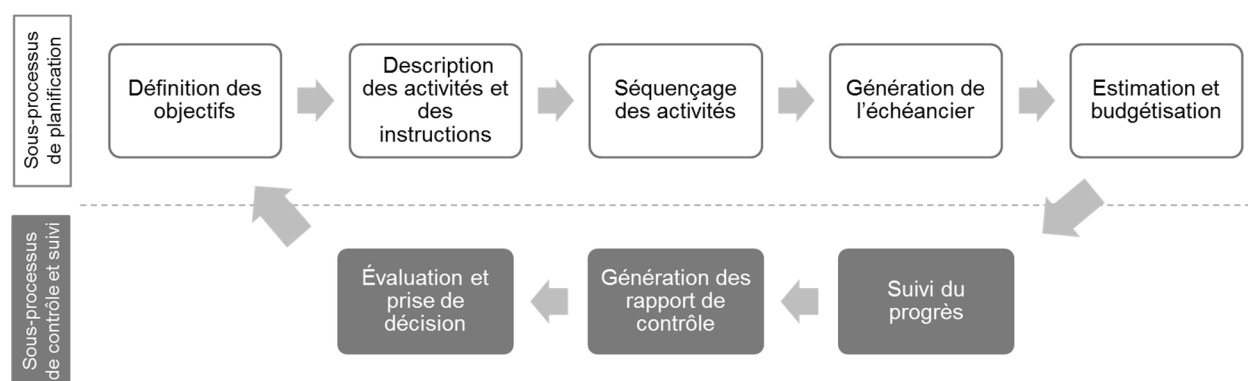 Sous-processus
de planification
Définition des
objectifs
Description
des activités et
des
instructions
Séquençage
des activités
Génération de
l'échéancier
Estimation et
budgétisation
Sous-processus
de contrôle et suivi
Évaluation et
prise de
décision
Génération des
rapport de
contrôle
Suivi du
progrès